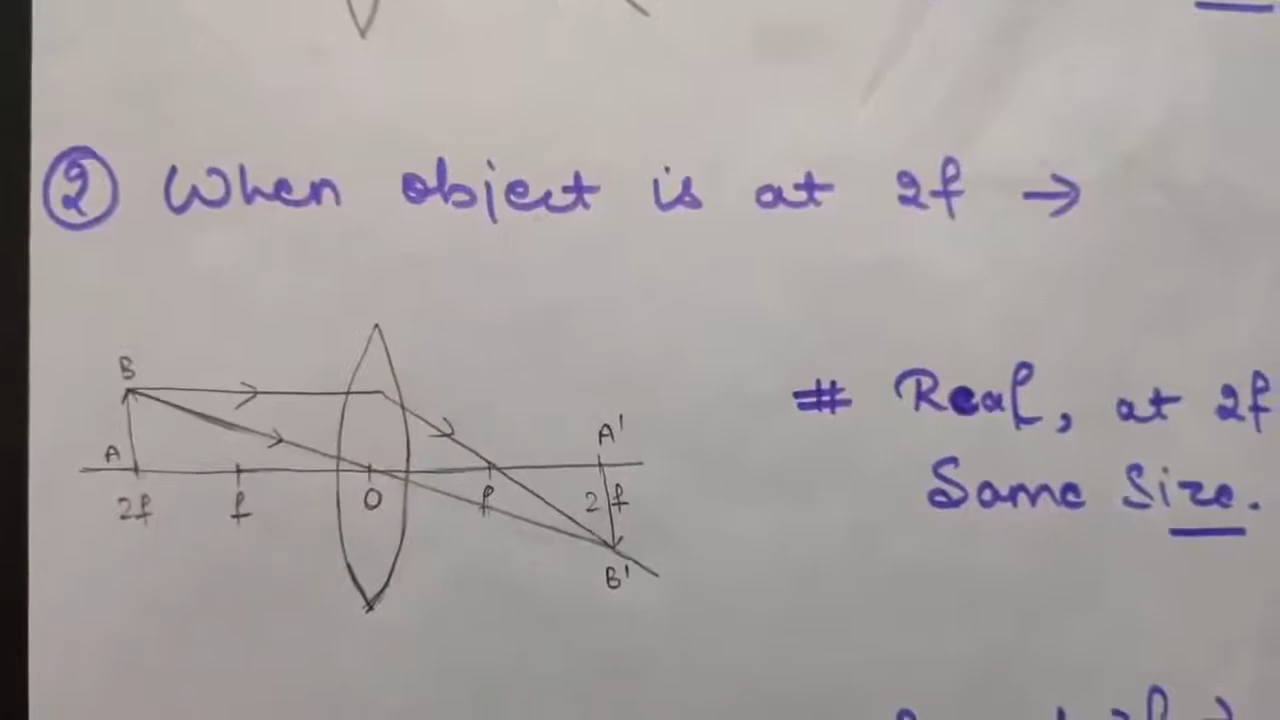 ② When object is at 2f →
B
A
2f f O f 2f
A'
B'
# Real, at 2f
Same Size.